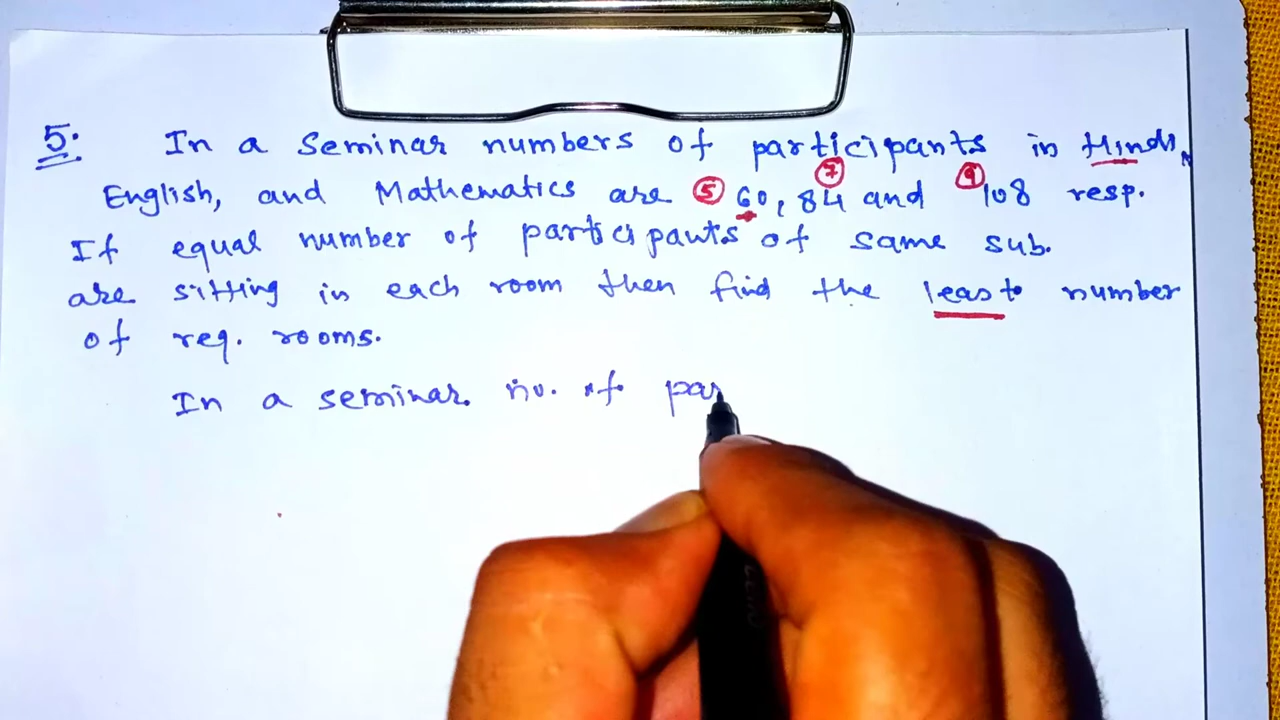 5. In a seminar numbers of participants in Hindi,
English, and Mathematics are ⑤ 60, ⑦ 84 and ⑨ 108 resp.
If equal number of participants of same sub.
are sitting in each room then find the least number
of req. rooms.
In a seminar no. of par